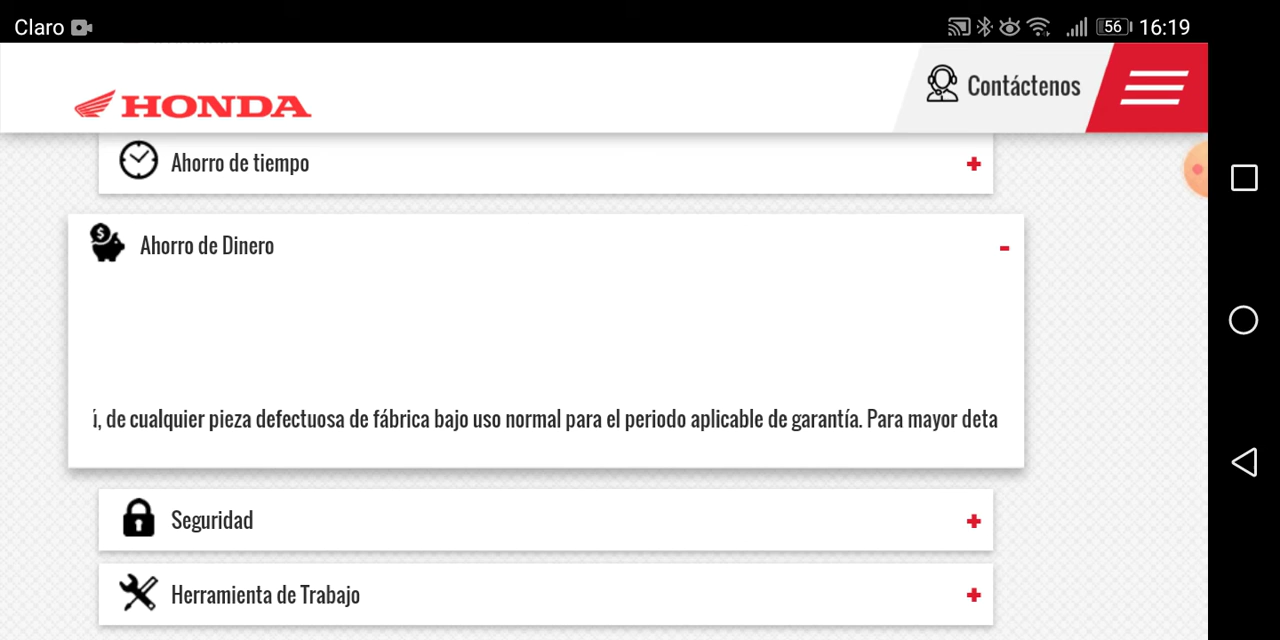 Claro
56 16:19
HONDA
Contáctenos
Ahorro de tiempo
Ahorro de Dinero
í, de cualquier pieza defectuosa de fábrica bajo uso normal para el periodo aplicable de garantía. Para mayor deta
Seguridad
Herramienta de Trabajo